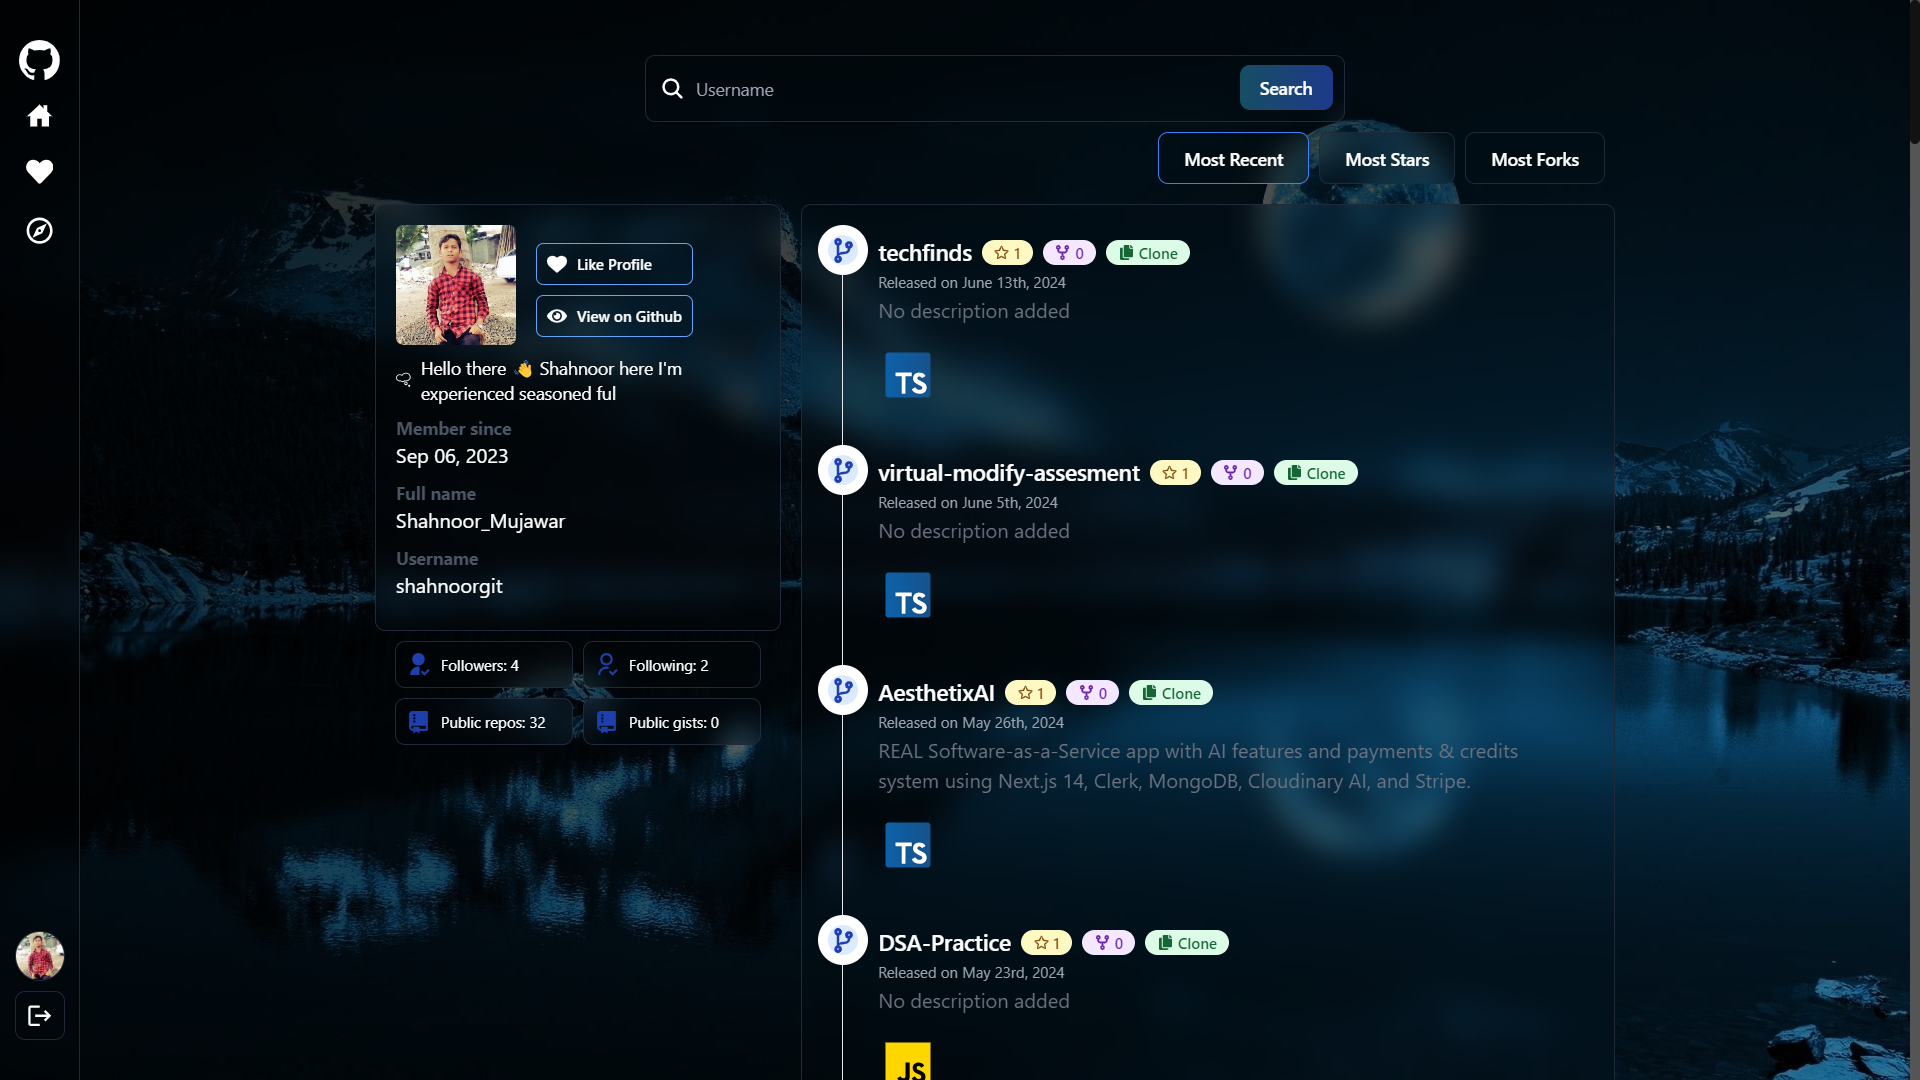 Username
Search
Most Recent
Most Stars
Most Forks
Like Profile
View on Github
Hello there 👋 Shahnoor here I'm
experienced seasoned ful
Member since
Sep 06, 2023
Full name
Shahnoor_Mujawar
Username
shahnoorgit
Followers: 4
Following: 2
Public repos: 32
Public gists: 0
techfinds 1 0 Clone
Released on June 13th, 2024
No description added
TS
virtual-modify-assesment 1 0 Clone
Released on June 5th, 2024
No description added
TS
AesthetixAI 1 0 Clone
Released on May 26th, 2024
REAL Software-as-a-Service app with AI features and payments & credits
system using Next.js 14, Clerk, MongoDB, Cloudinary AI, and Stripe.
TS
DSA-Practice 1 0 Clone
Released on May 23rd, 2024
No description added
JS